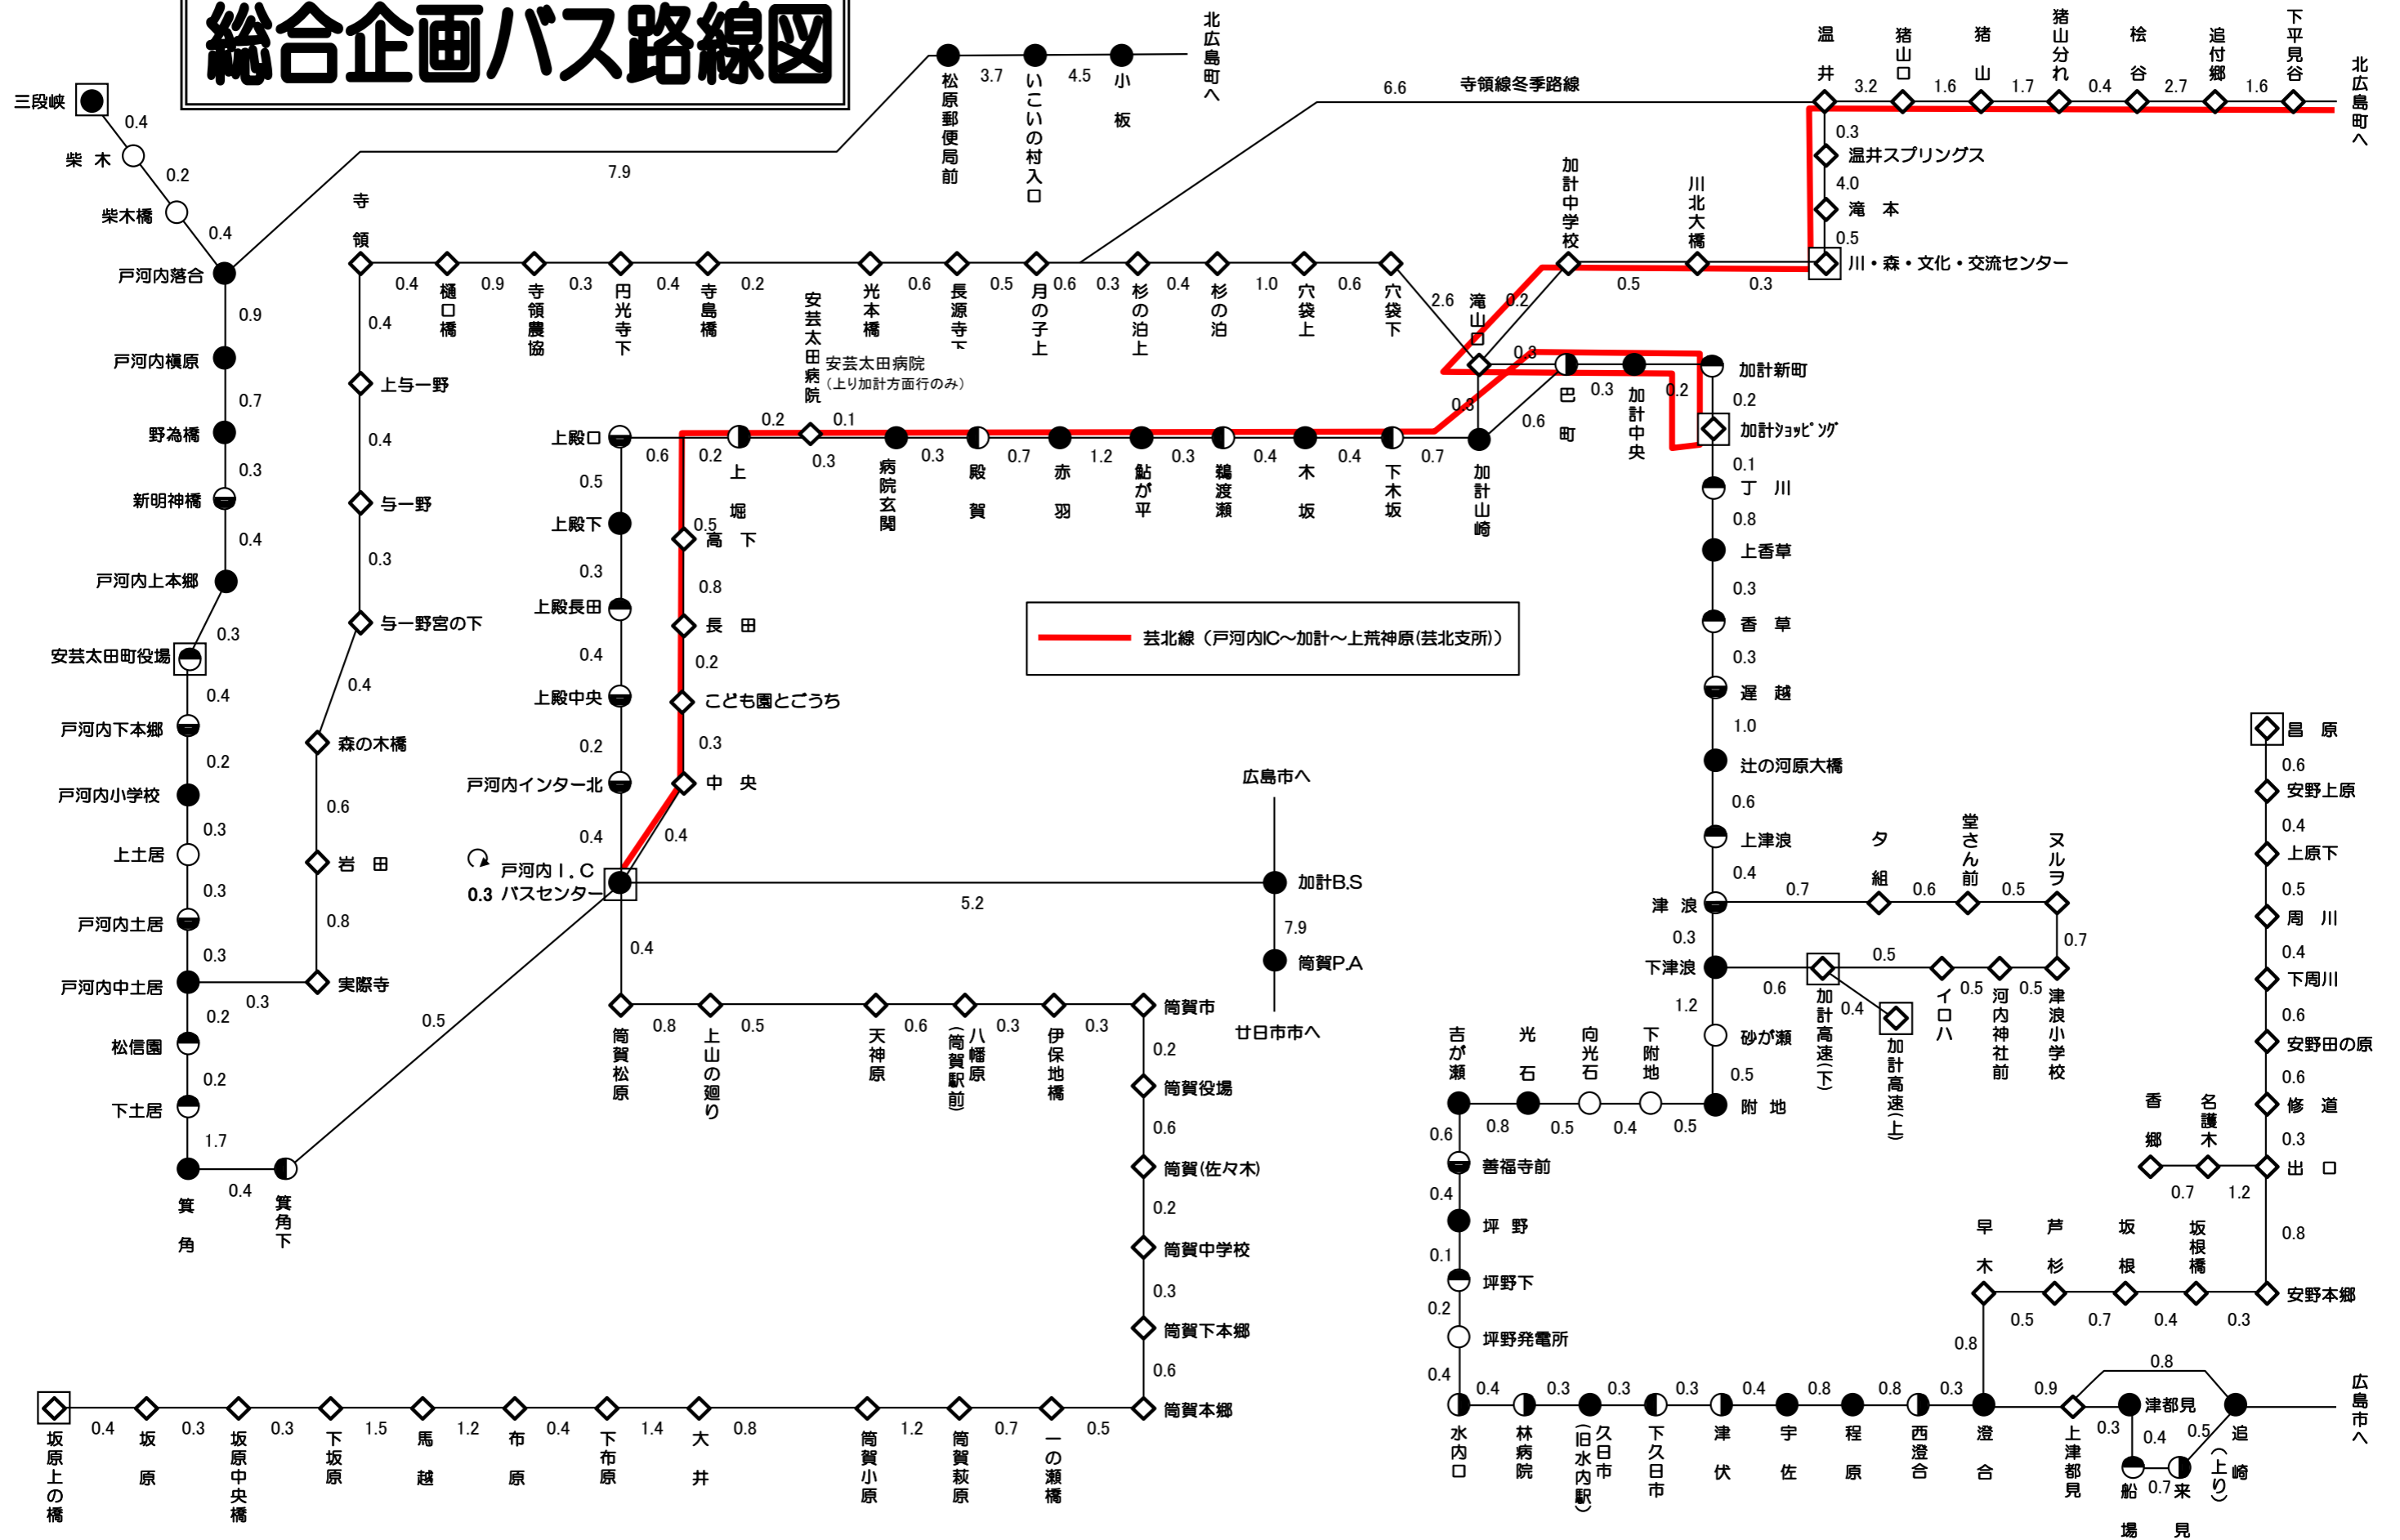 総合企画バス路線図
三段峡
0.4
柴木
0.2
柴木橋
0.4
戸河内落合
0.9
戸河内槇原
0.7
野為橋
0.3
新明神橋
0.4
戸河内上本郷
0.3
安芸太田町役場
0.4
戸河内下本郷
0.2
戸河内小学校
0.3
上土居
0.3
戸河内土居
0.3
戸河内中土居
0.2
松信園
0.2
下土居
1.7
箕角
0.4
箕角下
0.5
7.9
松原郵便局前
3.7
いこいの村入口
4.5
小板
北広島町へ
寺領
0.4
上与一野
0.4
与一野
0.3
与一野宮の下
0.4
森の木橋
0.6
岩田
0.8
実際寺
0.3
0.4
樋口橋
0.9
寺領農協
0.3
円光寺下
0.4
寺島橋
0.2
光本橋
0.6
長源寺下
0.5
月の子上
0.6
0.3
杉の泊上
0.4
杉の泊
1.0
穴袋上
0.6
穴袋下
2.6
滝山口
6.6
寺領線冬季路線
温井
3.2
猪山口
1.6
猪山
1.7
猪山分れ
0.4
桧谷
2.7
追付郷
1.6
下平見谷
北広島町へ
0.3
温井スプリングス
4.0
滝本
0.5
川・森・文化・交流センター
0.3
川北大橋
0.5
加計中学校
0.2
0.3
0.3
0.6
巴町
0.3
加計中央
0.2
加計新町
0.2
加計ｼｮｯﾋﾟﾝｸﾞ
0.1
丁川
0.8
上香草
0.3
香草
0.3
遅越
1.0
辻の河原大橋
0.6
上津浪
0.4
津浪
0.3
下津浪
1.2
砂が瀬
0.5
附地
上殿口
0.6
0.2
上堀
0.2
安芸太田病院
安芸太田病院
（上り加計方面行のみ）
0.1
0.3
病院玄関
0.3
殿賀
0.7
赤羽
1.2
鮎が平
0.3
鵜渡瀬
0.4
木坂
0.4
下木坂
0.7
加計山崎
0.5
上殿下
0.3
上殿長田
0.4
上殿中央
0.2
戸河内インター北
0.4
戸河内Ｉ．Ｃ
0.3 バスセンター
0.5
高下
0.8
長田
0.2
こども園とごうち
0.3
中央
0.4
芸北線（戸河内IC～加計～上荒神原(芸北支所)）
広島市へ
5.2
加計B.S
7.9
筒賀P.A
廿日市市へ
0.4
筒賀松原
0.8
上山の廻り
0.5
天神原
0.6
八幡原
(筒賀駅前)
0.3
伊保地橋
0.3
筒賀市
0.2
筒賀役場
0.6
筒賀(佐々木)
0.2
筒賀中学校
0.3
筒賀下本郷
0.6
筒賀本郷
0.5
一の瀬橋
0.7
筒賀萩原
1.2
筒賀小原
0.8
大井
1.4
下布原
0.4
布原
1.2
馬越
1.5
下坂原
0.3
坂原中央橋
0.3
坂原
0.4
坂原上の橋
0.7
夕組
0.6
堂さん前
0.5
ヌルヲ
0.7
津浪小学校
0.5
河内神社前
0.5
イロハ
0.5
加計高速(下)
0.6
0.4
加計高速(上)
0.5
下附地
0.4
向光石
0.5
光石
0.8
吉が瀬
0.6
善福寺前
0.4
坪野
0.1
坪野下
0.2
坪野発電所
0.4
水内口
0.4
林病院
0.3
久日市
(旧水内駅)
0.3
下久日市
0.3
津伏
0.4
宇佐
0.8
程原
0.8
西澄合
0.3
澄合
0.9
上津都見
0.3
津都見
0.4
船場
0.7
来見
0.5
追崎
(上り)
0.8
広島市へ
0.8
早木
0.5
芦杉
0.7
坂根
0.4
坂根橋
0.3
安野本郷
0.8
出口
1.2
名護木
0.7
香郷
0.3
修道
0.6
安野田の原
0.6
下周川
0.4
周川
0.5
上原下
0.4
安野上原
0.6
昌原